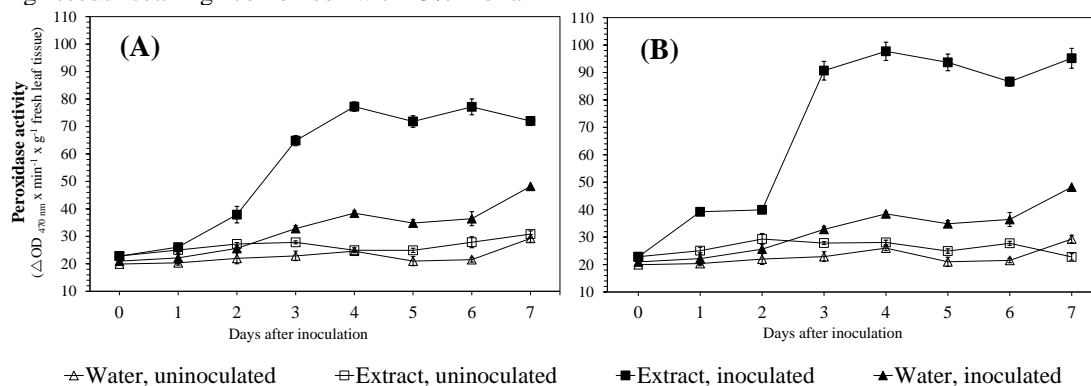 (A)
(B)
Peroxidase activity
(△OD 470 nm x min-1 x g-1 fresh leaf tissue)
110
100
90
80
70
60
50
40
30
20
10
0 1 2 3 4 5 6 7
Days after inoculation
110
100
90
80
70
60
50
40
30
20
10
0 1 2 3 4 5 6 7
Days after inoculation
Water, uninoculated Extract, uninoculated Extract, inoculated Water, inoculated